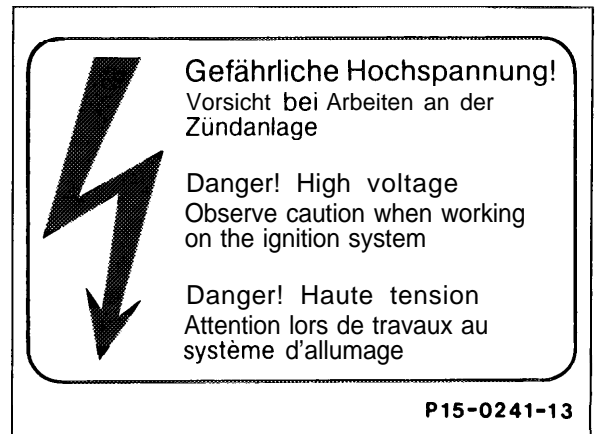 Gefährliche Hochspannung!
Vorsicht bei Arbeiten an der
Zündanlage
Danger! High voltage
Observe caution when working
on the ignition system
Danger! Haute tension
Attention lors de travaux au
système d'allumage
P15-0241-13